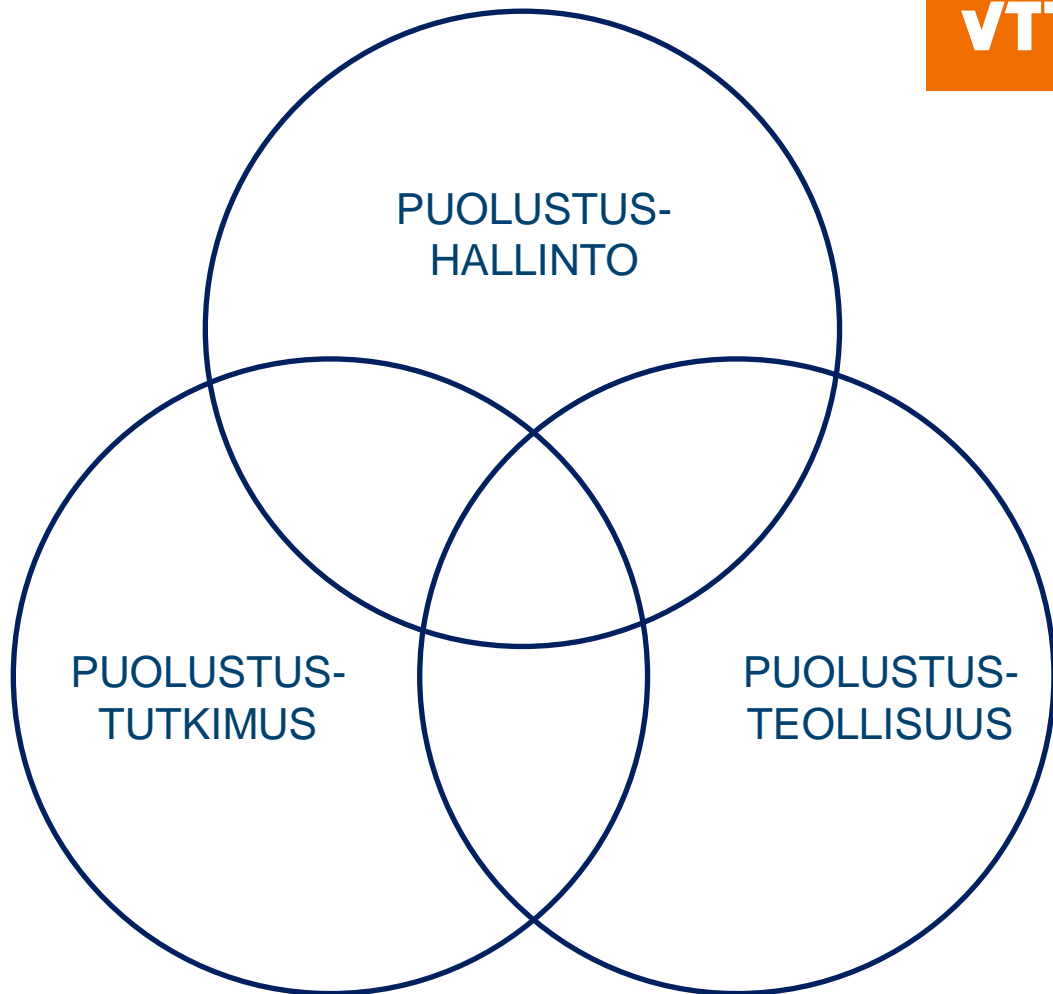 VTT
PUOLUSTUS-
HALLINTO
PUOLUSTUS-
TUTKIMUS
PUOLUSTUS-
TEOLLISUUS